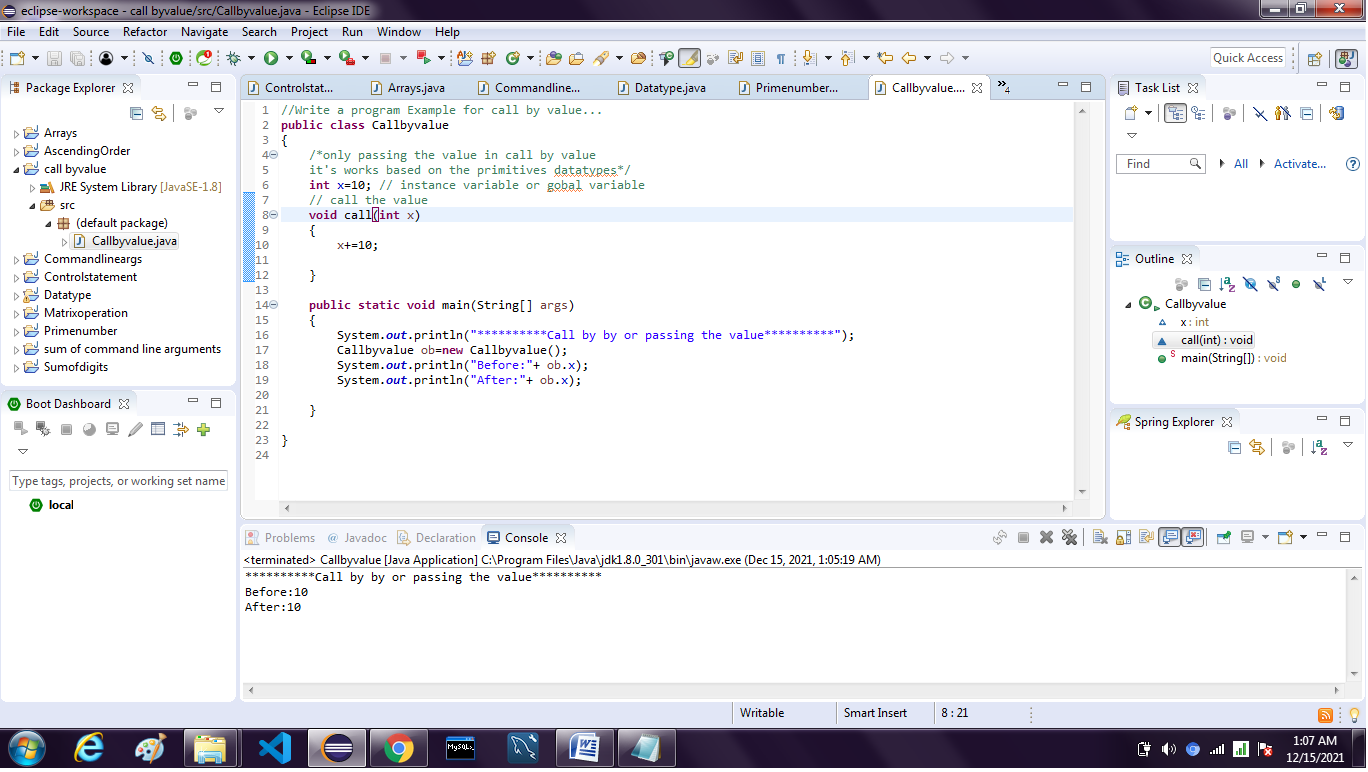 eclipse-workspace - call byvalue/src/Callbyvalue.java - Eclipse IDE
File Edit Source Refactor Navigate Search Project Run Window Help
Quick Access
Package Explorer
Arrays
AscendingOrder
call byvalue
JRE System Library [JavaSE-1.8]
src
(default package)
Callbyvalue.java
Commandlineargs
Controlstatement
Datatype
Matrixoperation
Primenumber
sum of command line arguments
Sumofdigits
Boot Dashboard
Type tags, projects, or working set name
local
Controlstat... Arrays.java Commandline... Datatype.java Primenumber... Callbyvalue.... »4
1 //Write a program Example for call by value...
2 public class Callbyvalue
3 {
4 /*only passing the value in call by value
5 it's works based on the primitives datatypes*/
6 int x=10; // instance variable or gobal variable
7 // call the value
8 void call(int x)
9 {
10 x+=10;
11
12 }
13
14 public static void main(String[] args)
15 {
16 System.out.println("**********Call by by or passing the value**********");
17 Callbyvalue ob=new Callbyvalue();
18 System.out.println("Before:"+ ob.x);
19 System.out.println("After:"+ ob.x);
20
21 }
22
23 }
24
Task List
Find All Activate...
Outline
Callbyvalue
x : int
call(int) : void
main(String[]) : void
Spring Explorer
Problems Javadoc Declaration Console
<terminated> Callbyvalue [Java Application] C:\Program Files\Java\jdk1.8.0_301\bin\javaw.exe (Dec 15, 2021, 1:05:19 AM)
**********Call by by or passing the value**********
Before:10
After:10
Writable Smart Insert 8 : 21
MySQL
1:07 AM
12/15/2021